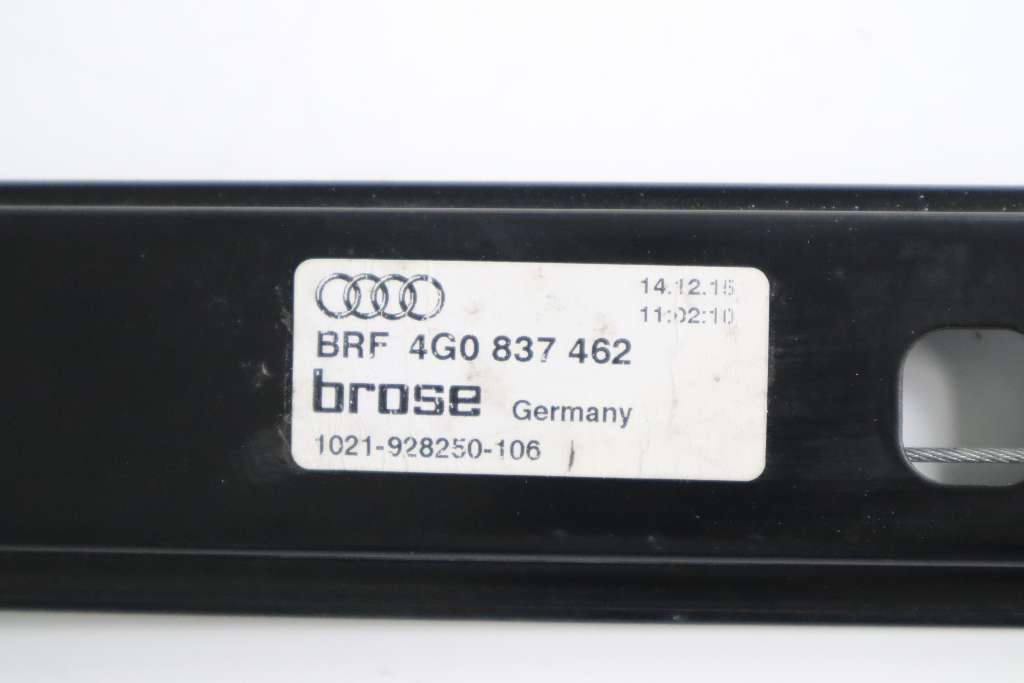 14.12.15
11:02:10
BRF 4G0 837 462
brose Germany
1021-928250-106